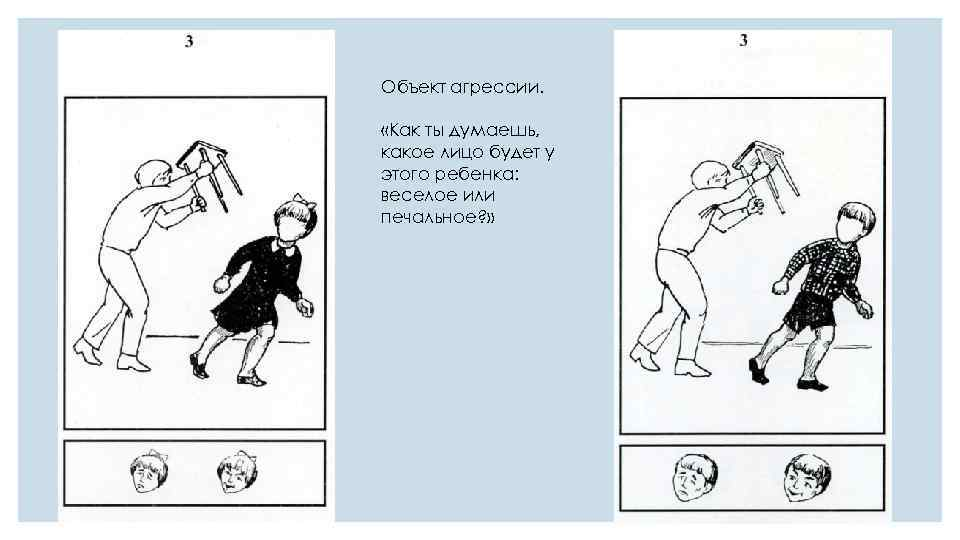 3
Объект агрессии.
«Как ты думаешь,
какое лицо будет у
этого ребенка:
веселое или
печальное?»
3